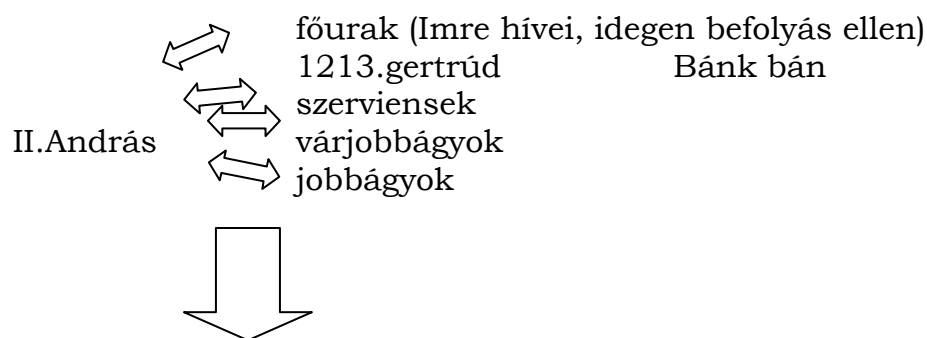 főurak (Imre hívei, idegen befolyás ellen)
1213.gertrúd Bánk bán
szerviensek
II.András várjobbágyok
jobbágyok